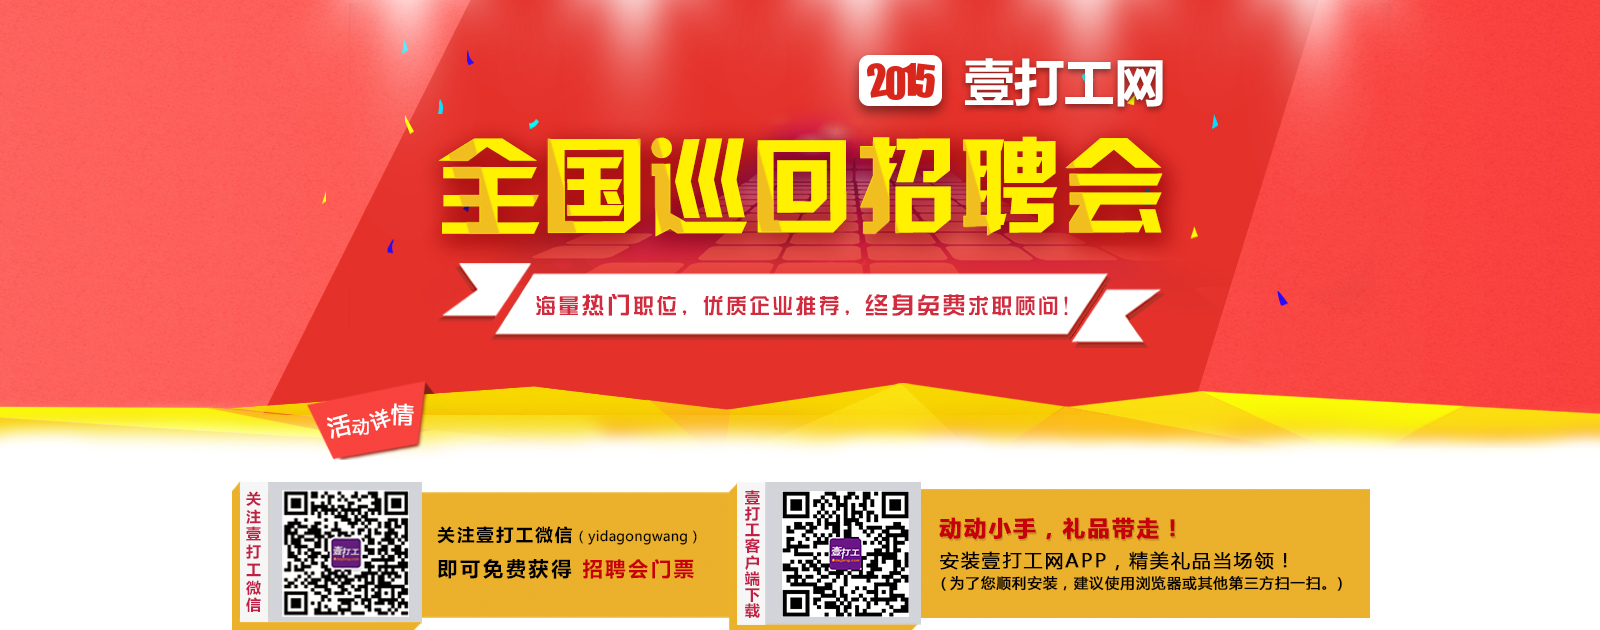 2015 壹打工网
全国巡回招聘会
海量热门职位，优质企业推荐，终身免费求职顾问！
活动详情
关注壹打工微信
壹打工
关注壹打工微信（yidagongwang）
即可免费获得 招聘会门票
壹打工客户端下载
壹打工
动动小手，礼品带走！
安装壹打工网APP，精美礼品当场领！
（为了您顺利安装，建议使用浏览器或其他第三方扫一扫。）